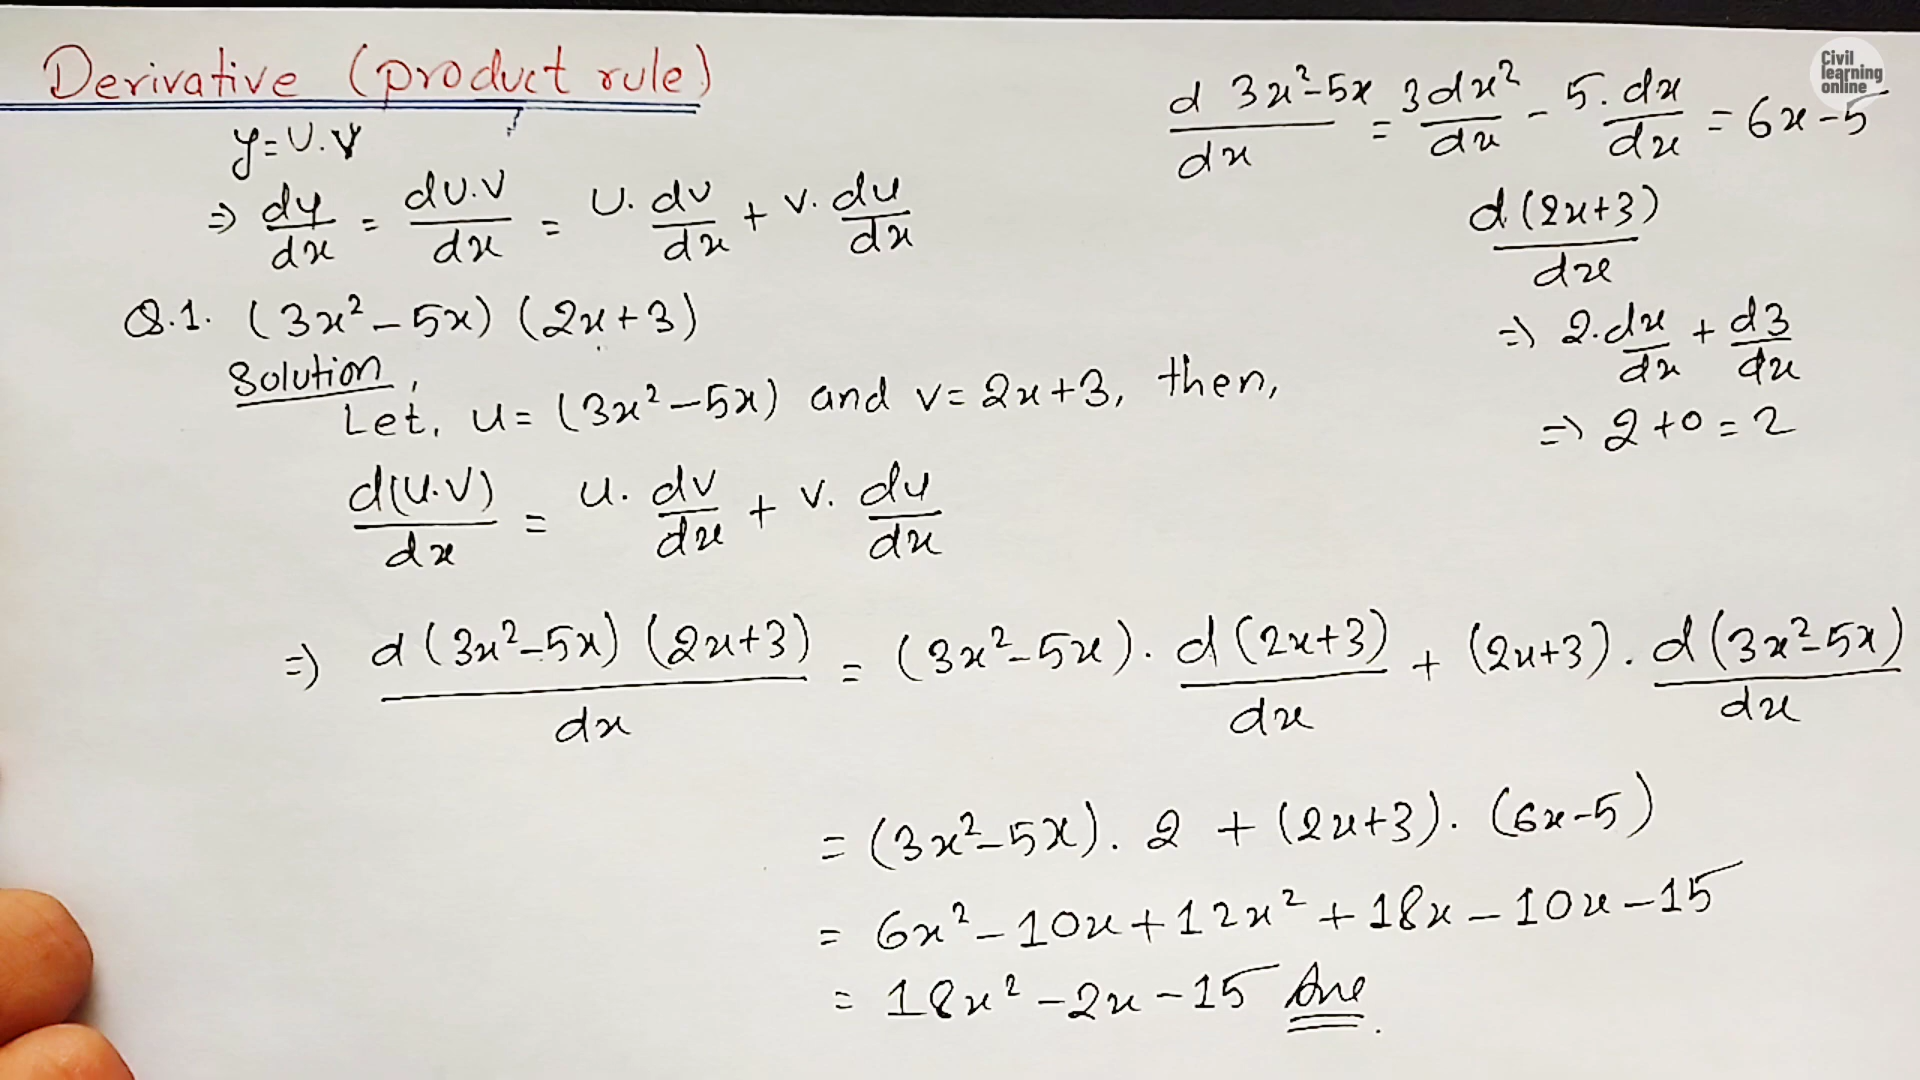 Derivative (product rule)
y=U.V
⇒ dy/dx = dU.V/dx = U. dv/dx + V. du/dx
Q.1. (3x²-5x) (2x+3)
Solution,
Let, u= (3x²-5x) and v= 2x+3, then,
d(U.V)/dx = u. dv/dx + v. du/dx
⇒ d(3x²-5x) (2x+3)/dx = (3x²-5x). d(2x+3)/dx + (2x+3). d(3x²-5x)/dx
= (3x²-5x). 2 + (2x+3). (6x-5)
= 6x²-10x+12x²+18x-10x-15
= 18x²-2x-15 Ans.
d 3x²-5x/dx = 3dx²/dx - 5.dx/dx = 6x-5
d(2x+3)/dx
⇒ 2.dx/dx + d3/dx
⇒ 2+0=2
Civil
learning
online